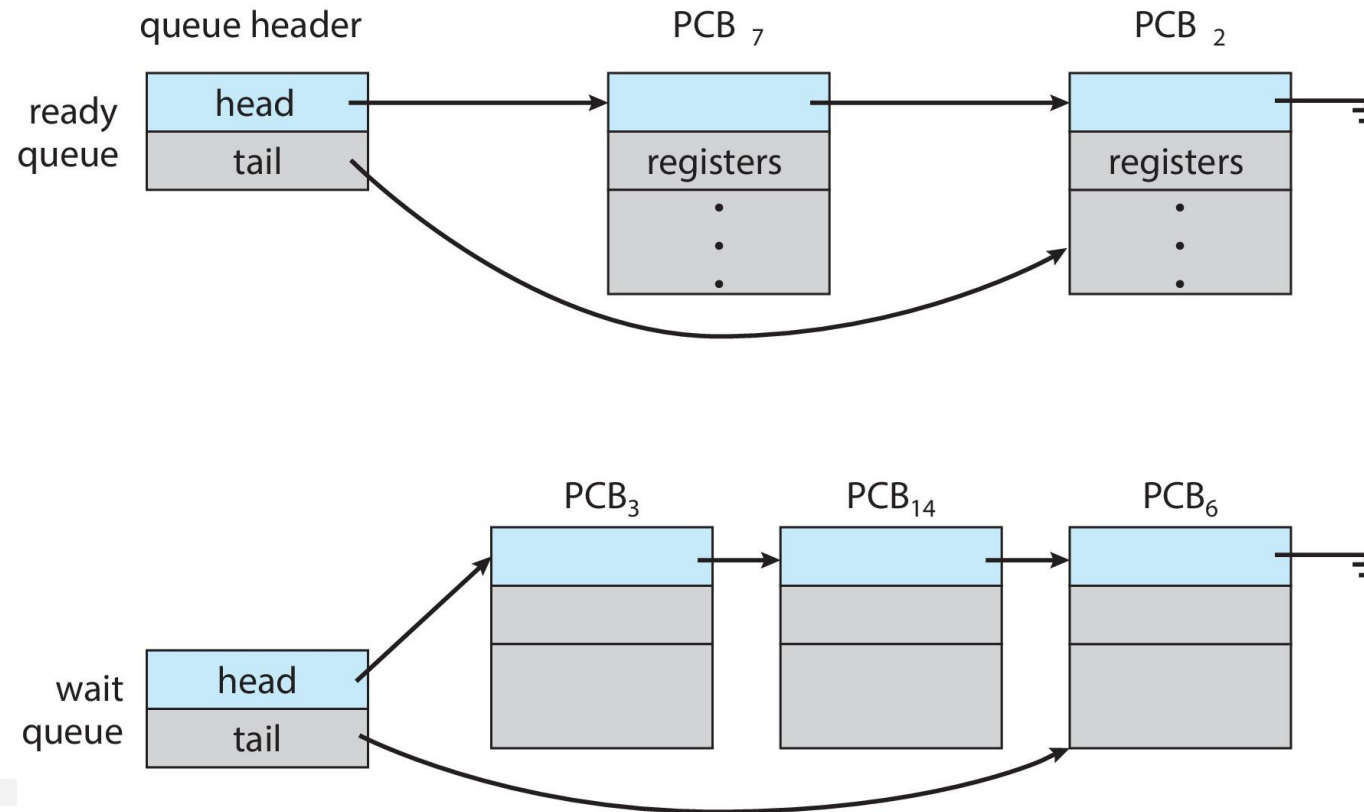 queue header
PCB 7
PCB 2
ready
queue
head
tail
registers
registers
PCB3
PCB14
PCB6
wait
queue
head
tail